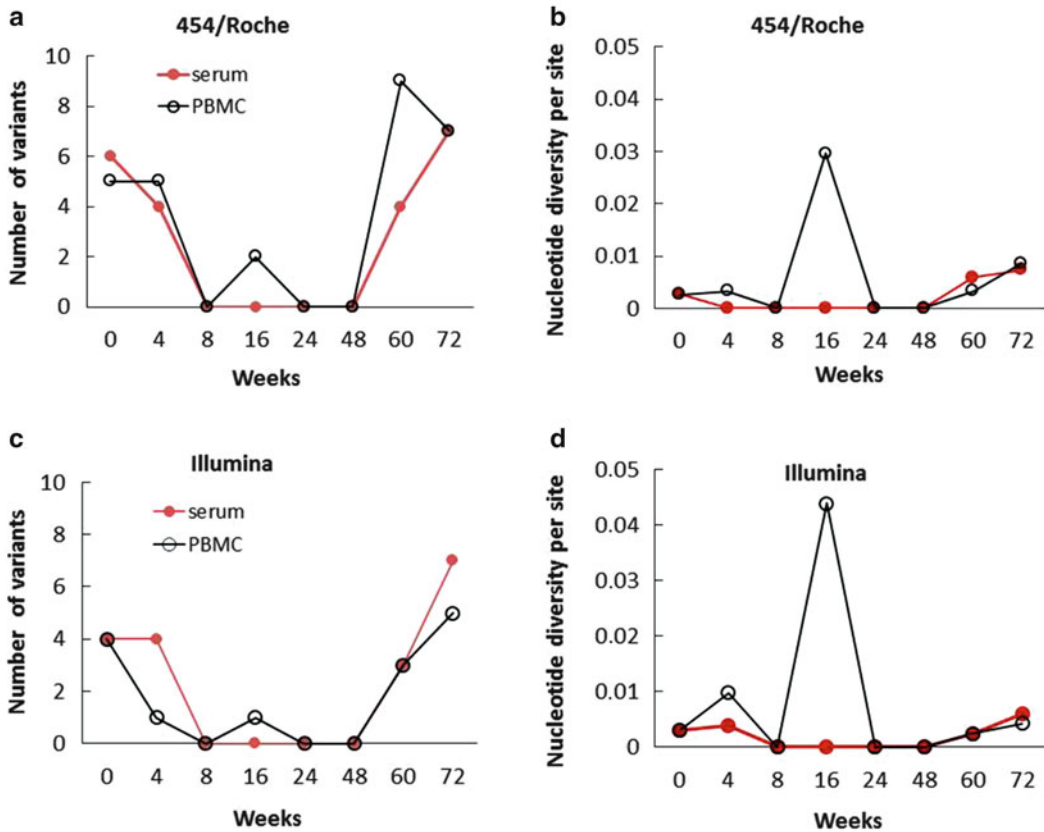 a
454/Roche
Number of variants
10
8
6
4
2
0
serum
PBMC
0 4 8 16 24 48 60 72
Weeks
b
454/Roche
Nucleotide diversity per site
0.05
0.04
0.03
0.02
0.01
0
0 4 8 16 24 48 60 72
Weeks
c
Illumina
Number of variants
10
8
6
4
2
0
serum
PBMC
0 4 8 16 24 48 60 72
Weeks
d
Illumina
Nucleotide diversity per site
0.05
0.04
0.03
0.02
0.01
0
0 4 8 16 24 48 60 72
Weeks